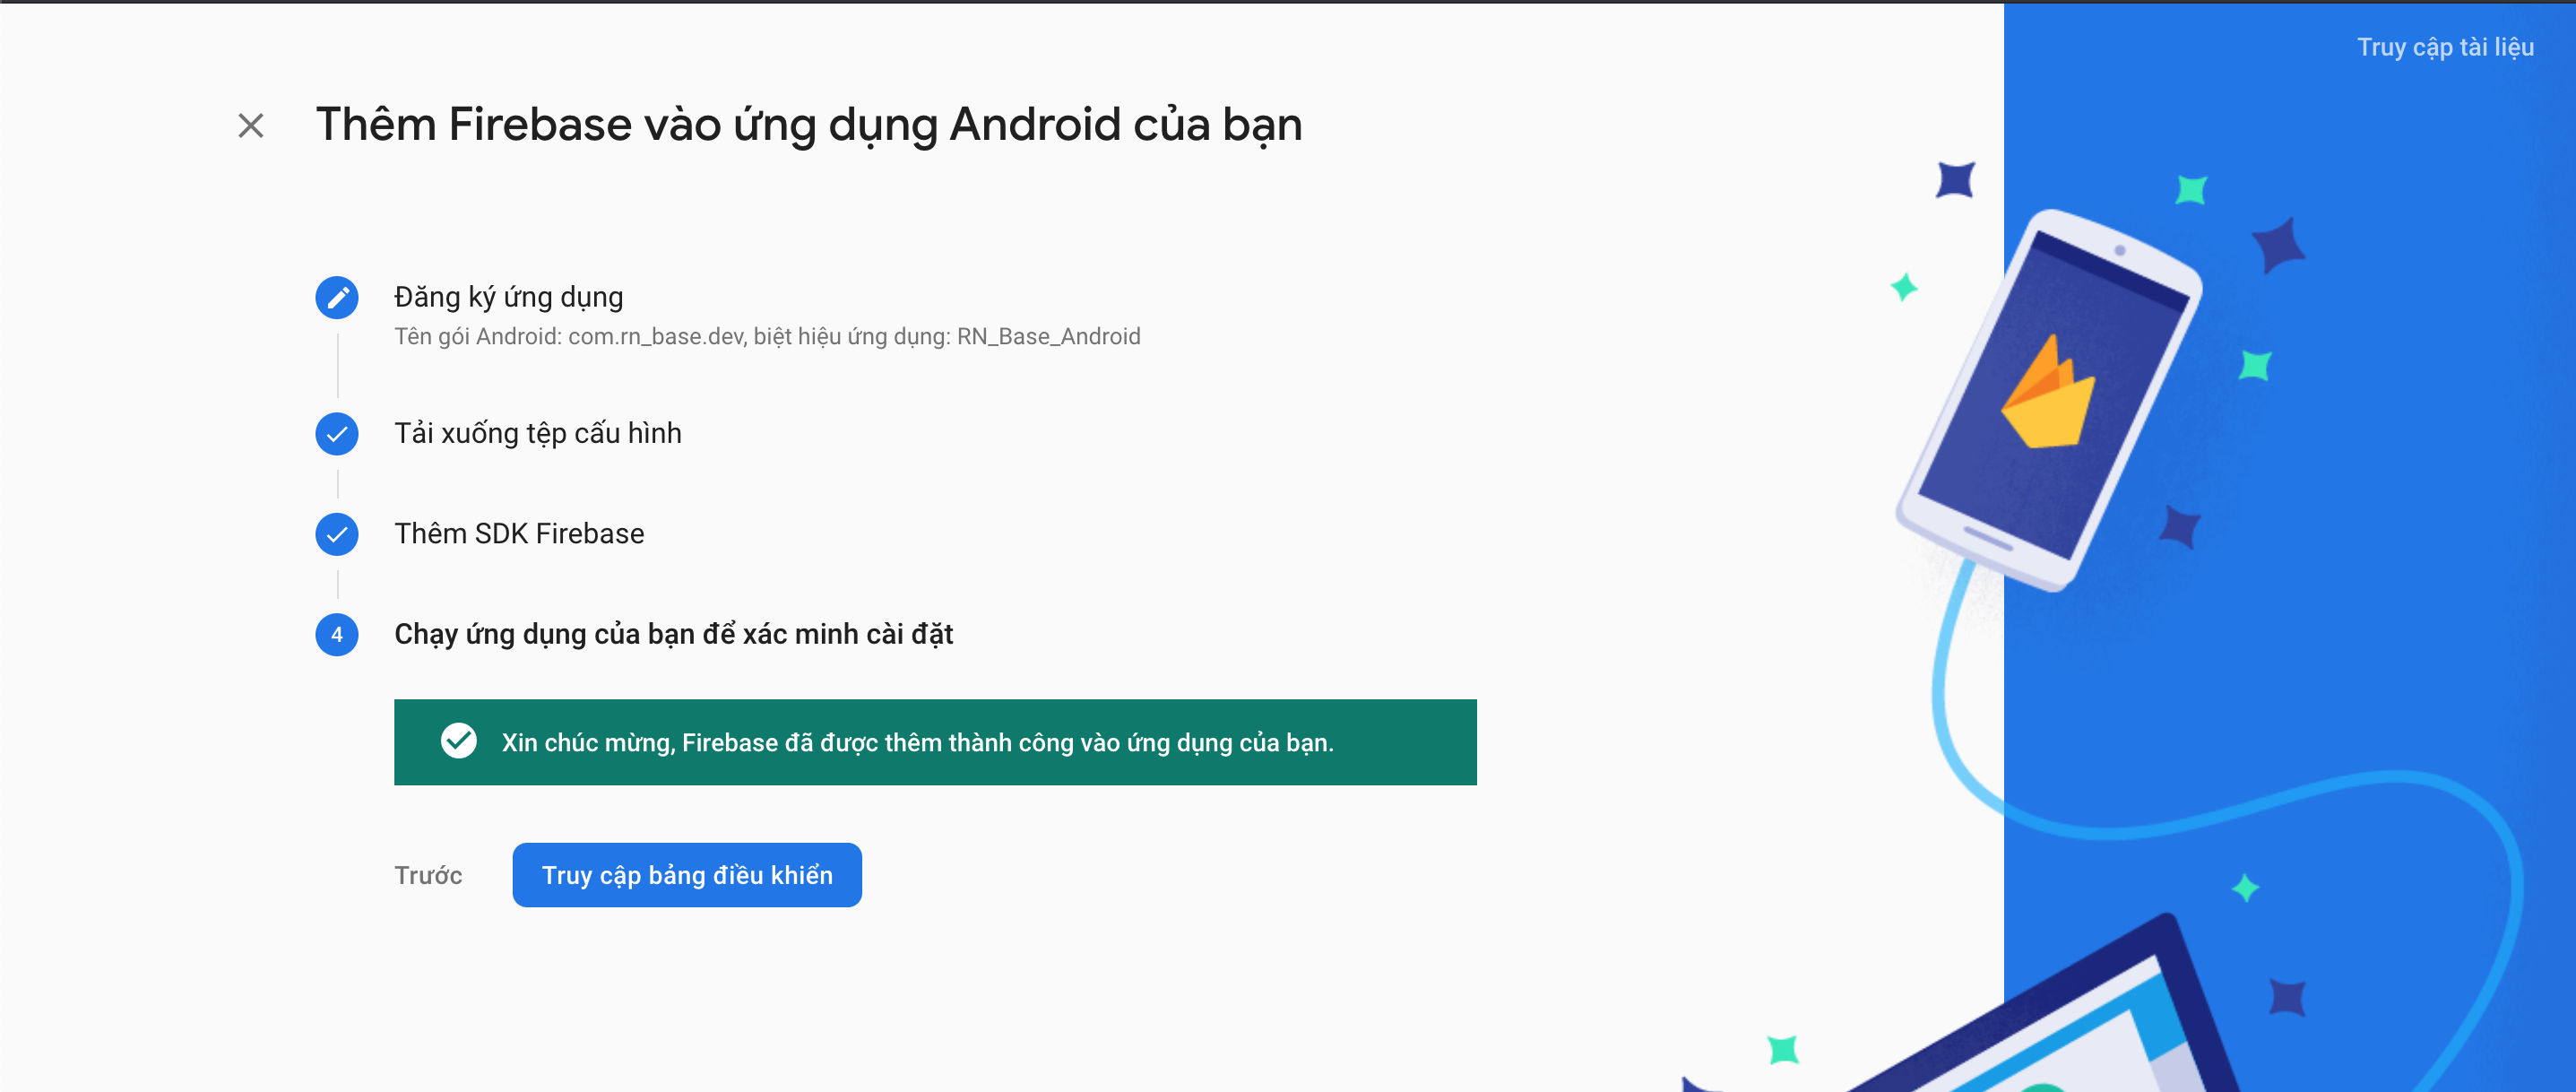 Truy cập tài liệu
Thêm Firebase vào ứng dụng Android của bạn
Đăng ký ứng dụng
Tên gói Android: com.rn_base.dev, biệt hiệu ứng dụng: RN_Base_Android
Tải xuống tệp cấu hình
Thêm SDK Firebase
4 Chạy ứng dụng của bạn để xác minh cài đặt
Xin chúc mừng, Firebase đã được thêm thành công vào ứng dụng của bạn.
Trước Truy cập bảng điều khiển